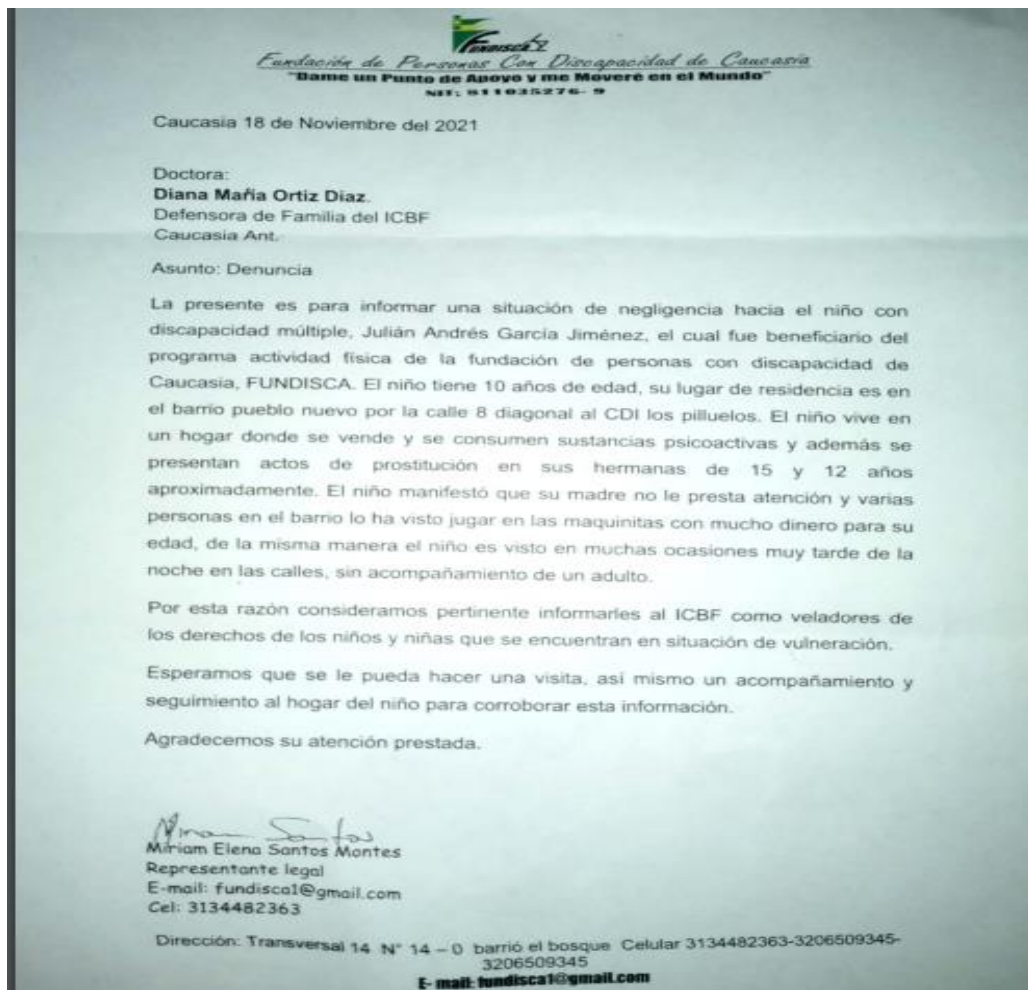 FUNDISCA
Fundación de Personas Con Discapacidad de Caucasia
"Dame un Punto de Apoyo y me Moveré en el Mundo"
NIT: 811035276- 9
Caucasia 18 de Noviembre del 2021
Doctora:
Diana María Ortiz Diaz.
Defensora de Familia del ICBF
Caucasia Ant.
Asunto: Denuncia
La presente es para informar una situación de negligencia hacia el niño con
discapacidad múltiple, Julián Andrés García Jiménez, el cual fue beneficiario del
programa actividad física de la fundación de personas con discapacidad de
Caucasia, FUNDISCA. El niño tiene 10 años de edad, su lugar de residencia es en
el barrio pueblo nuevo por la calle 8 diagonal al CDI los pilluelos. El niño vive en
un hogar donde se vende y se consumen sustancias psicoactivas y además se
presentan actos de prostitución en sus hermanas de 15 y 12 años
aproximadamente. El niño manifestó que su madre no le presta atención y varias
personas en el barrio lo ha visto jugar en las maquinitas con mucho dinero para su
edad, de la misma manera el niño es visto en muchas ocasiones muy tarde de la
noche en las calles, sin acompañamiento de un adulto.
Por esta razón consideramos pertinente informarles al ICBF como veladores de
los derechos de los niños y niñas que se encuentran en situación de vulneración.
Esperamos que se le pueda hacer una visita, así mismo un acompañamiento y
seguimiento al hogar del niño para corroborar esta información.
Agradecemos su atención prestada.
Miriam Santos
Miriam Elena Santos Montes
Representante legal
E-mail: fundisca1@gmail.com
Cel: 3134482363
Dirección: Transversal 14 N° 14 – 0 barrió el bosque Celular 3134482363-3206509345-
3206509345
E- mail: fundisca1@gmail.com